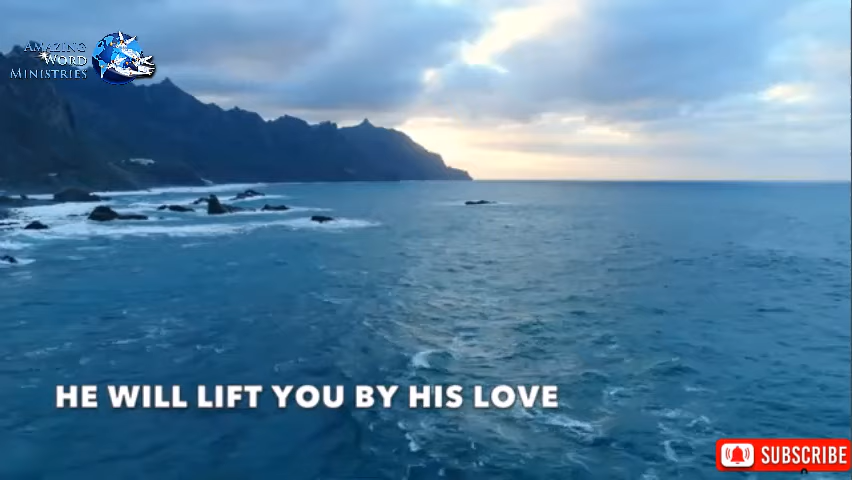 AMAZING
WORD
MINISTRIES
HE WILL LIFT YOU BY HIS LOVE
SUBSCRIBE